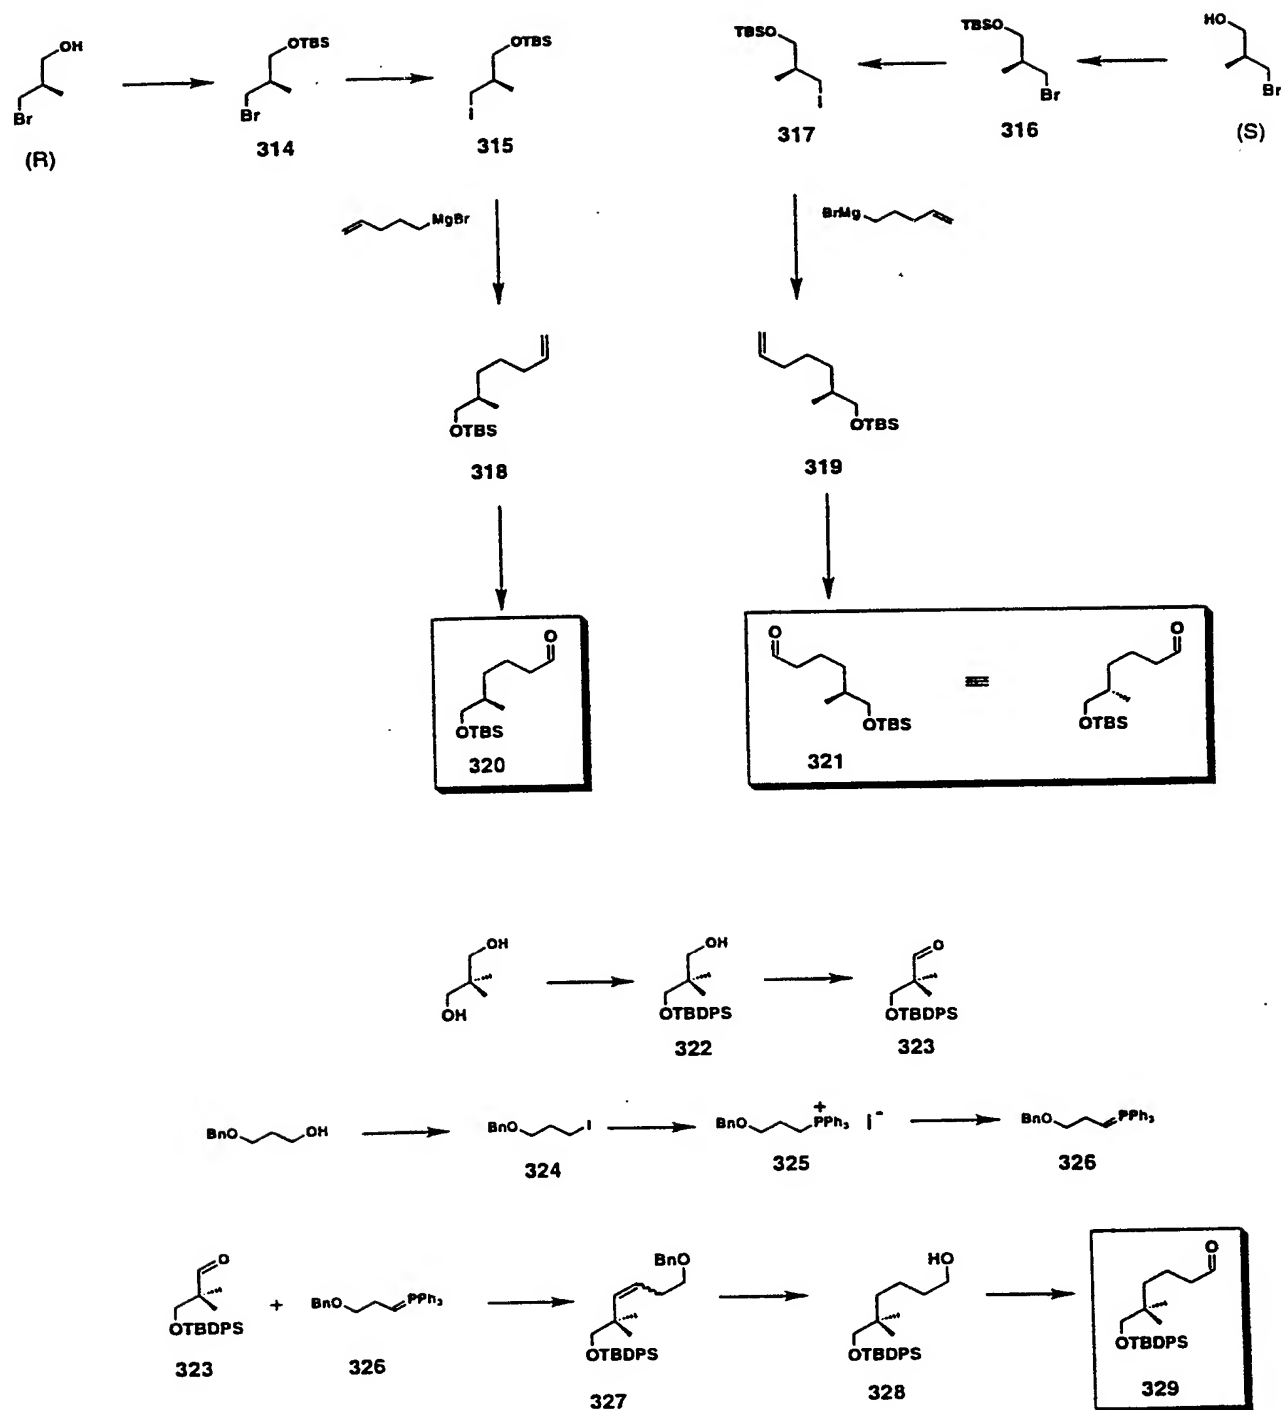 OH
Br
(R)
OTBS
Br
314
OTBS
I
315
TBSO
I
317
TBSO
Br
316
HO
Br
(S)
MgBr
BrMg
OTBS
318
OTBS
319
O
OTBS
320
O
OTBS
321
≡
O
OTBS
OH
OH
OH
OTBDPS
322
O
OTBDPS
323
BnO OH
BnO I
324
BnO PPh3 + I-
325
BnO PPh3
326
O
OTBDPS
323
+
BnO PPh3
326
BnO
OTBDPS
327
HO
OTBDPS
328
O
OTBDPS
329